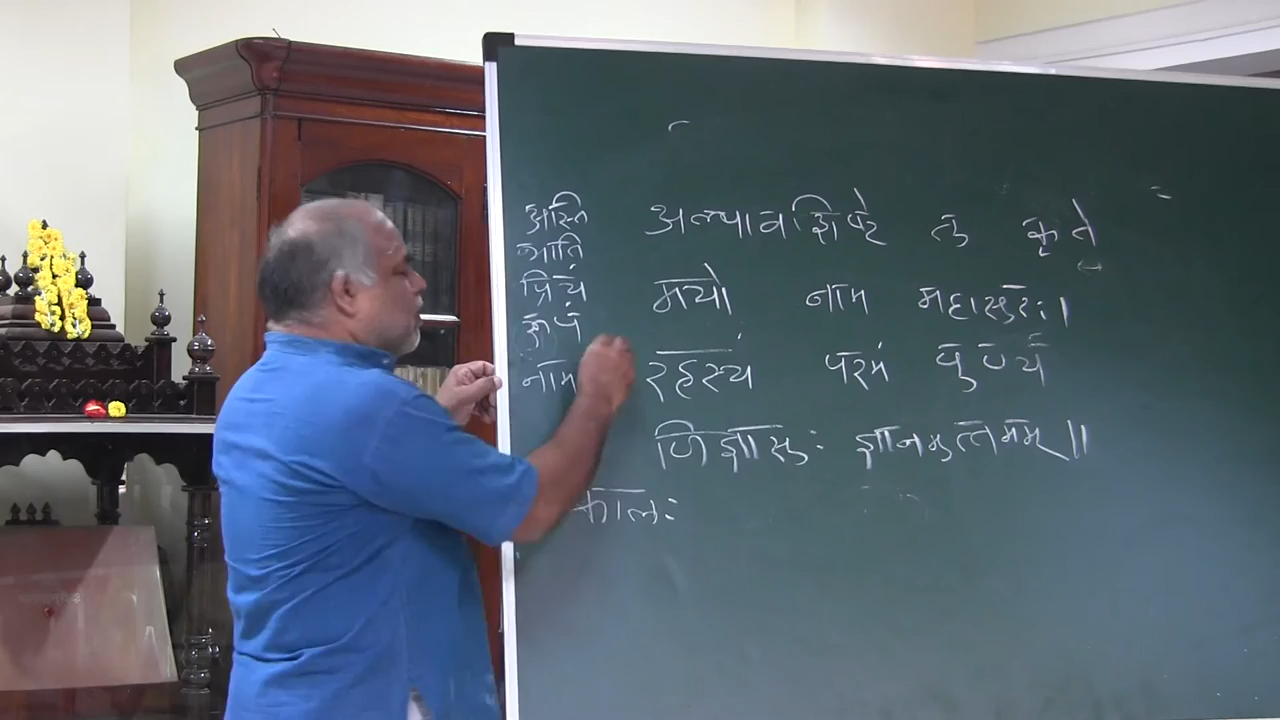 अस्ति
भाति
प्रियं
रूपं
नाम
अल्पावशिष्टे तु कृते
मयो नाम महासुरः।
रहस्यं परमं पुण्यं
जिज्ञासुः ज्ञानमुत्तमम्॥
कालः